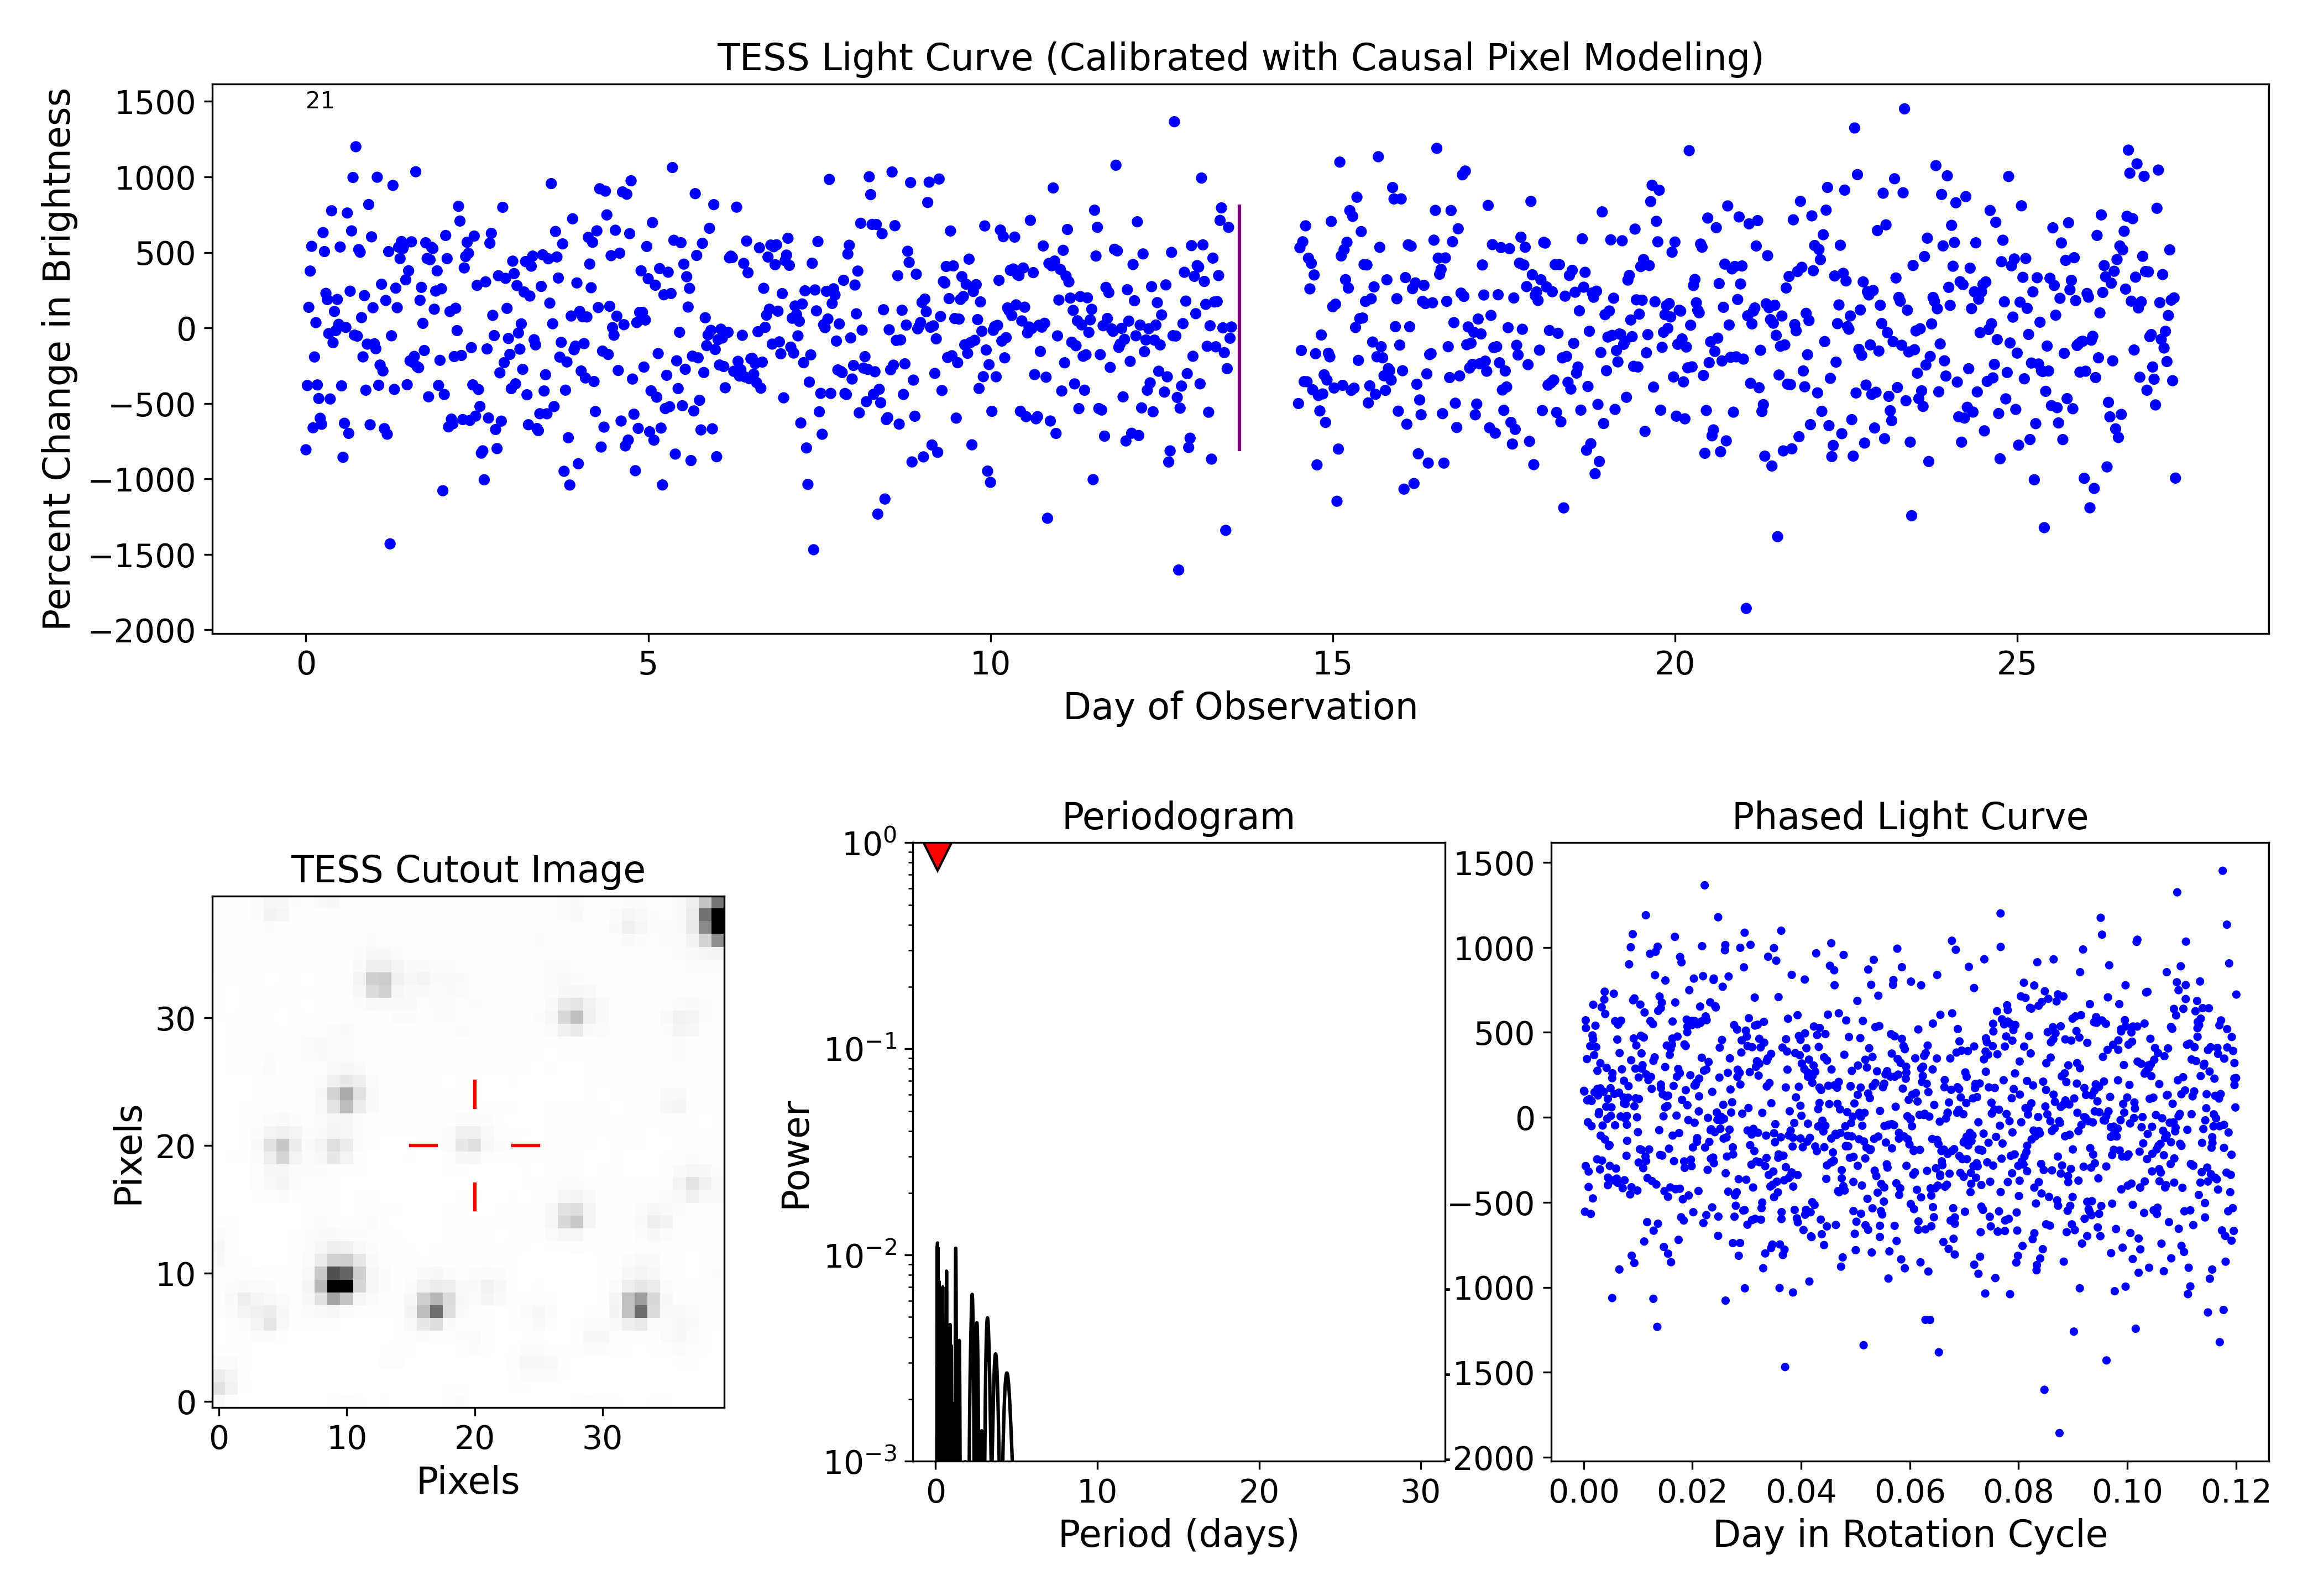 TESS Light Curve (Calibrated with Causal Pixel Modeling)
Percent Change in Brightness
1500
1000
500
0
−500
−1000
−1500
−2000
21
0 5 10 15 20 25
Day of Observation
TESS Cutout Image
Pixels
30
20
10
0
0 10 20 30
Pixels
Periodogram
Power
10⁰
10⁻¹
10⁻²
10⁻³
0 10 20 30
Period (days)
Phased Light Curve
1500
1000
500
0
−500
−1000
−1500
−2000
0.00 0.02 0.04 0.06 0.08 0.10 0.12
Day in Rotation Cycle